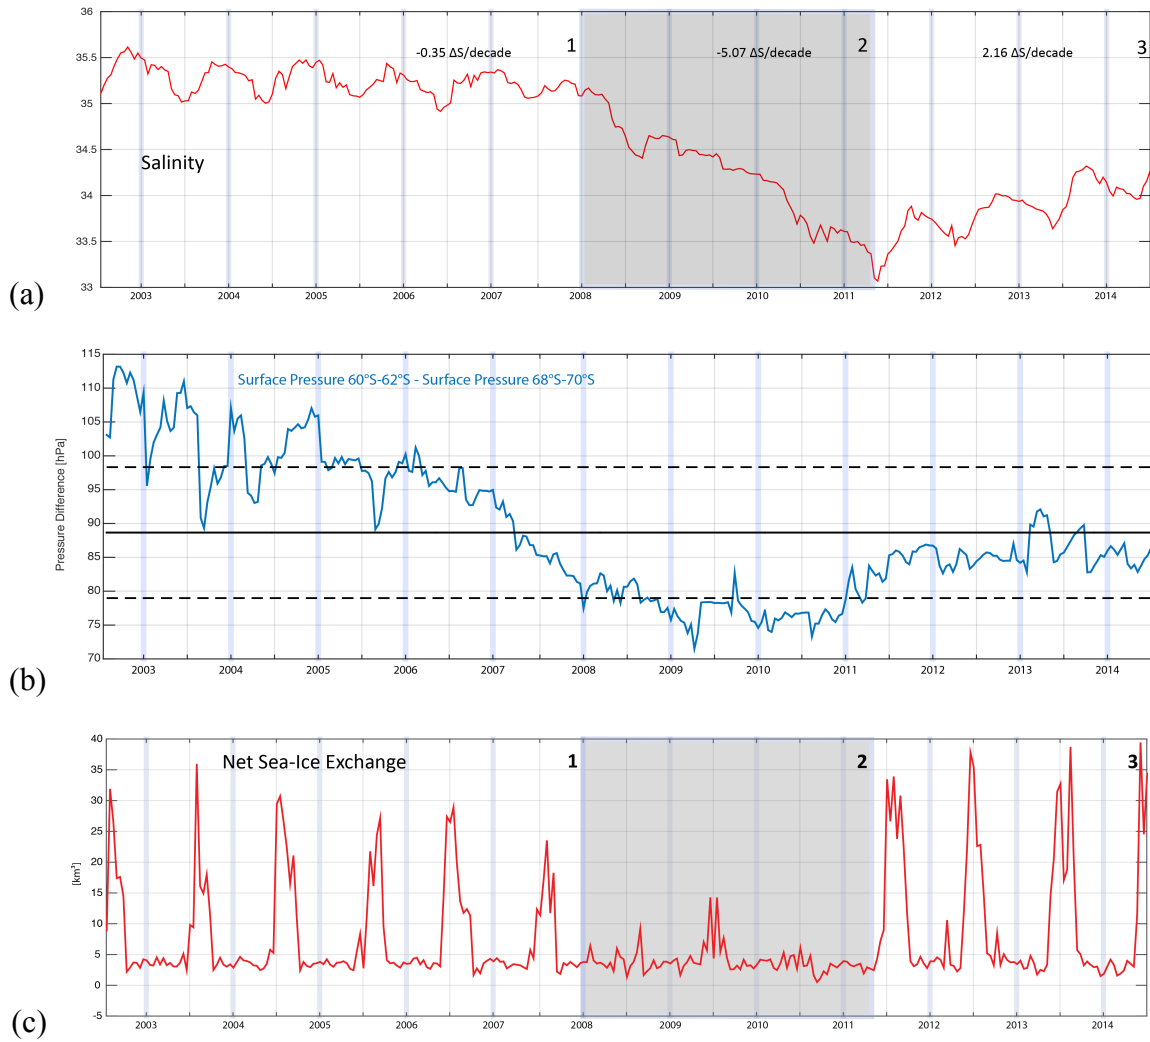 36
35.5
35
34.5
34
33.5
33
-0.35 ΔS/decade
1
-5.07 ΔS/decade
2
2.16 ΔS/decade
3
Salinity
2003 2004 2005 2006 2007 2008 2009 2010 2011 2012 2013 2014
(a)
115
110
105
100
95
90
85
80
75
70
Pressure Difference [hPa]
Surface Pressure 60°S-62°S - Surface Pressure 68°S-70°S
2003 2004 2005 2006 2007 2008 2009 2010 2011 2012 2013 2014
(b)
40
35
30
25
20
15
10
5
0
-5
[km³]
Net Sea-Ice Exchange
1
2
3
2003 2004 2005 2006 2007 2008 2009 2010 2011 2012 2013 2014
(c)